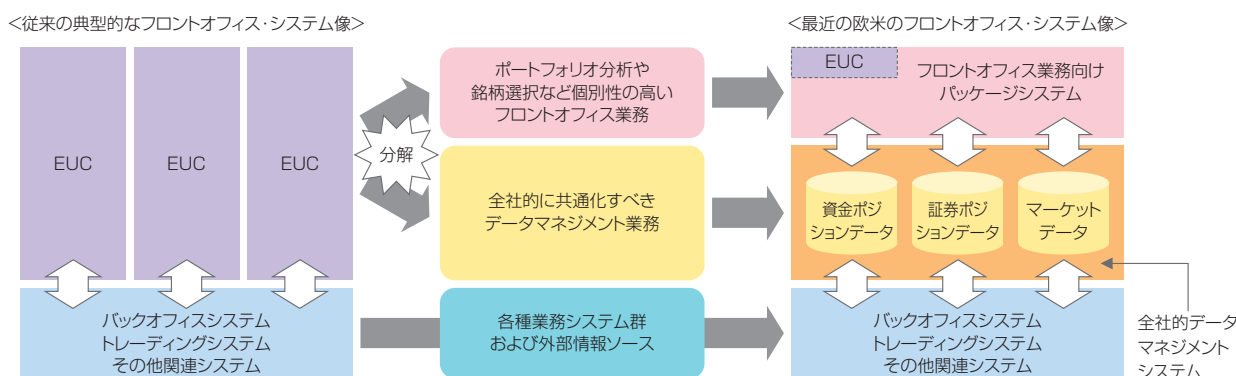 <従来の典型的なフロントオフィス・システム像>
EUC
EUC
EUC
バックオフィスシステム
トレーディングシステム
その他関連システム
分解
ポートフォリオ分析や
銘柄選択など個別性の高い
フロントオフィス業務
全社的に共通化すべき
データマネジメント業務
各種業務システム群
および外部情報ソース
<最近の欧米のフロントオフィス・システム像>
EUC
フロントオフィス業務向け
パッケージシステム
資金ポジ
ションデータ
証券ポジ
ションデータ
マーケット
データ
バックオフィスシステム
トレーディングシステム
その他関連システム
全社的データ
マネジメント
システム